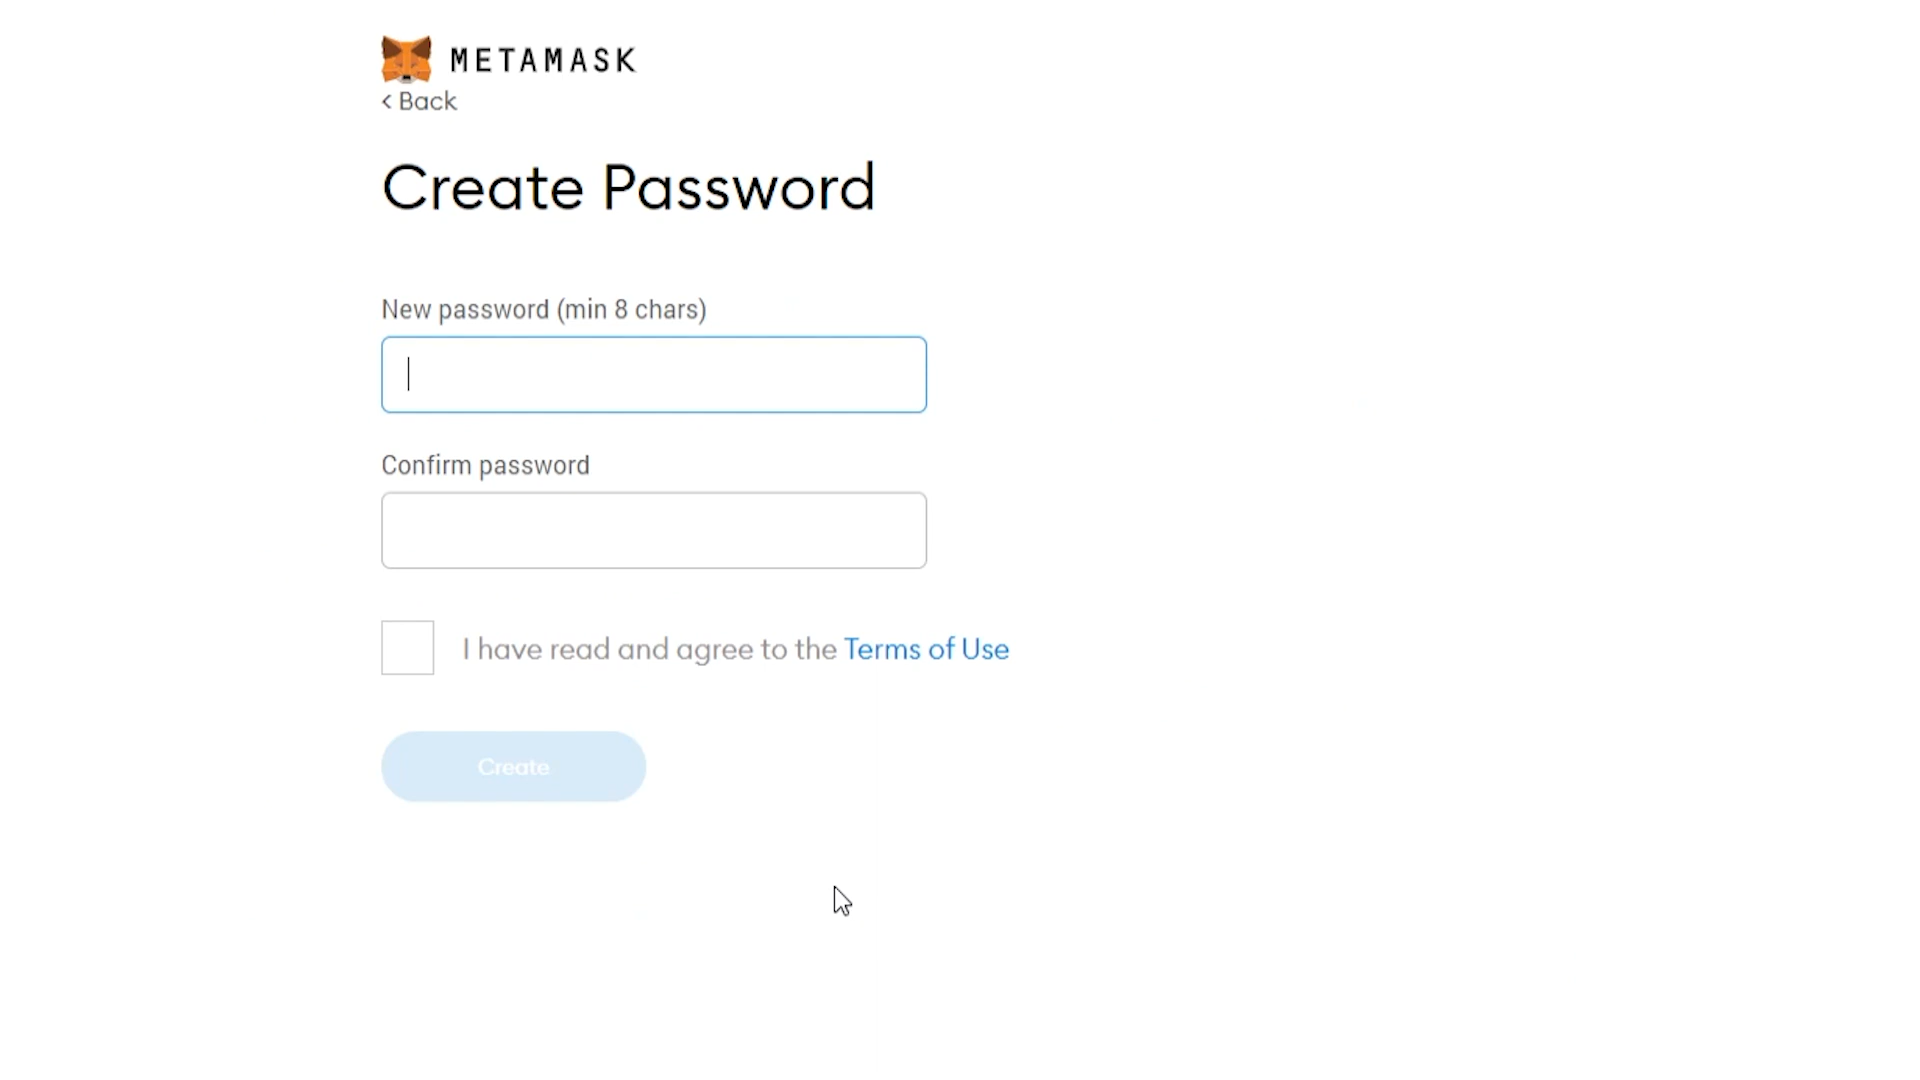 METAMASK
< Back
Create Password
New password (min 8 chars)
Confirm password
I have read and agree to the Terms of Use
Create